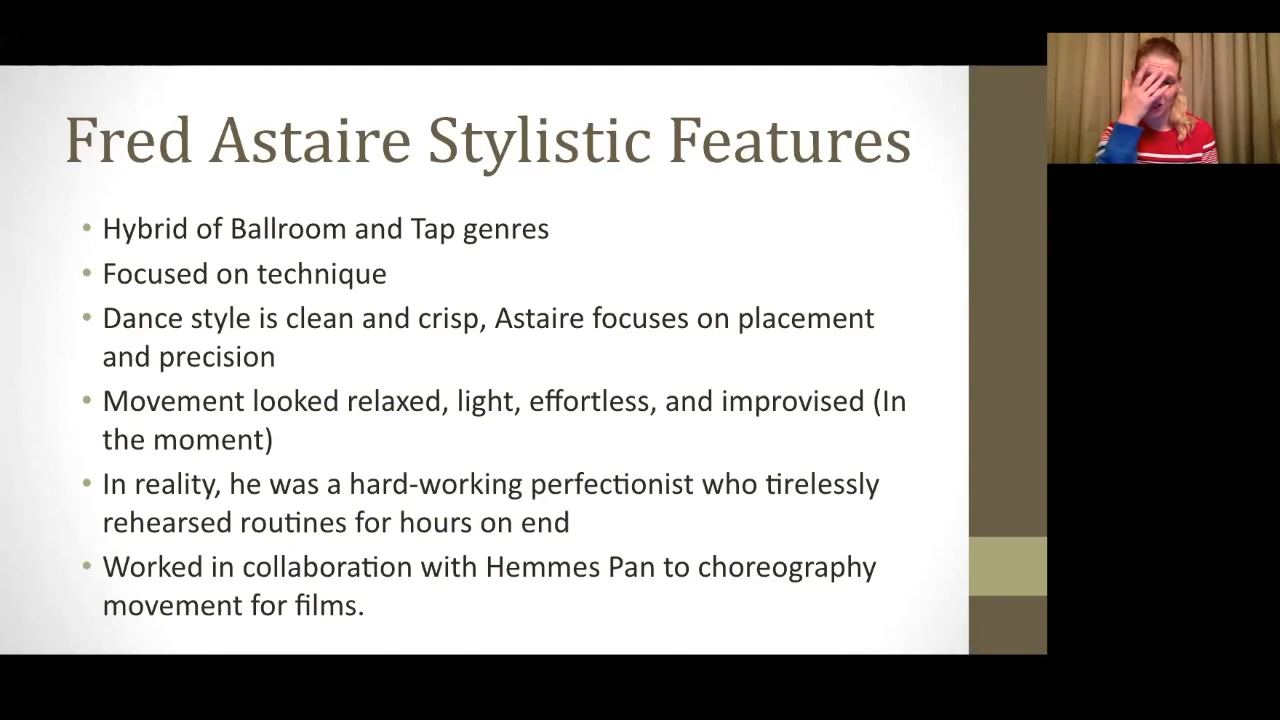 Fred Astaire Stylistic Features
• Hybrid of Ballroom and Tap genres
• Focused on technique
• Dance style is clean and crisp, Astaire focuses on placement
and precision
• Movement looked relaxed, light, effortless, and improvised (In
the moment)
• In reality, he was a hard-working perfectionist who tirelessly
rehearsed routines for hours on end
• Worked in collaboration with Hemmes Pan to choreography
movement for films.